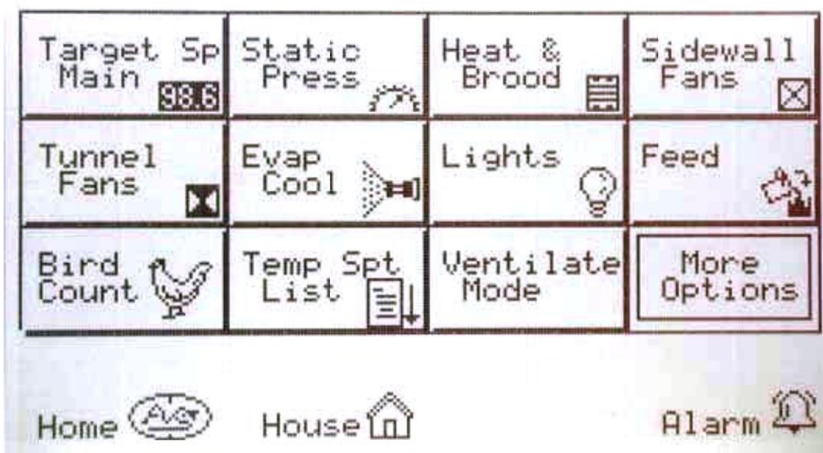 Target Sp
Main
98.6
Static
Press
Heat &
Brood
Sidewall
Fans
Tunnel
Fans
Evap
Cool
Lights
Feed
Bird
Count
Temp Spt
List
Ventilate
Mode
More
Options
Home
House
Alarm